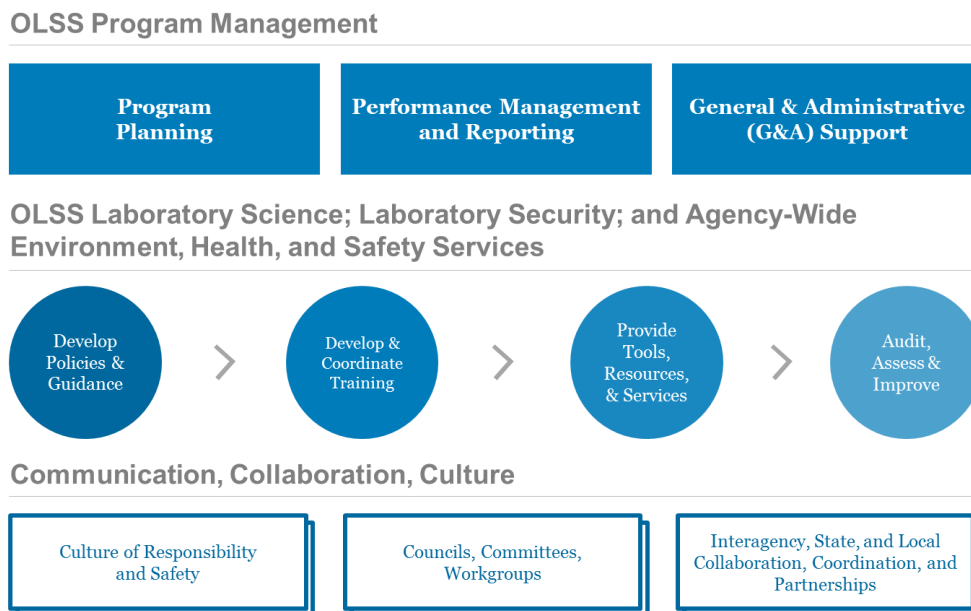 OLSS Program Management
Program
Planning
Performance Management
and Reporting
General & Administrative
(G&A) Support
OLSS Laboratory Science; Laboratory Security; and Agency-Wide
Environment, Health, and Safety Services
Develop
Policies &
Guidance
Develop &
Coordinate
Training
Provide
Tools,
Resources,
& Services
Audit,
Assess &
Improve
Communication, Collaboration, Culture
Culture of Responsibility
and Safety
Councils, Committees,
Workgroups
Interagency, State, and Local
Collaboration, Coordination, and
Partnerships